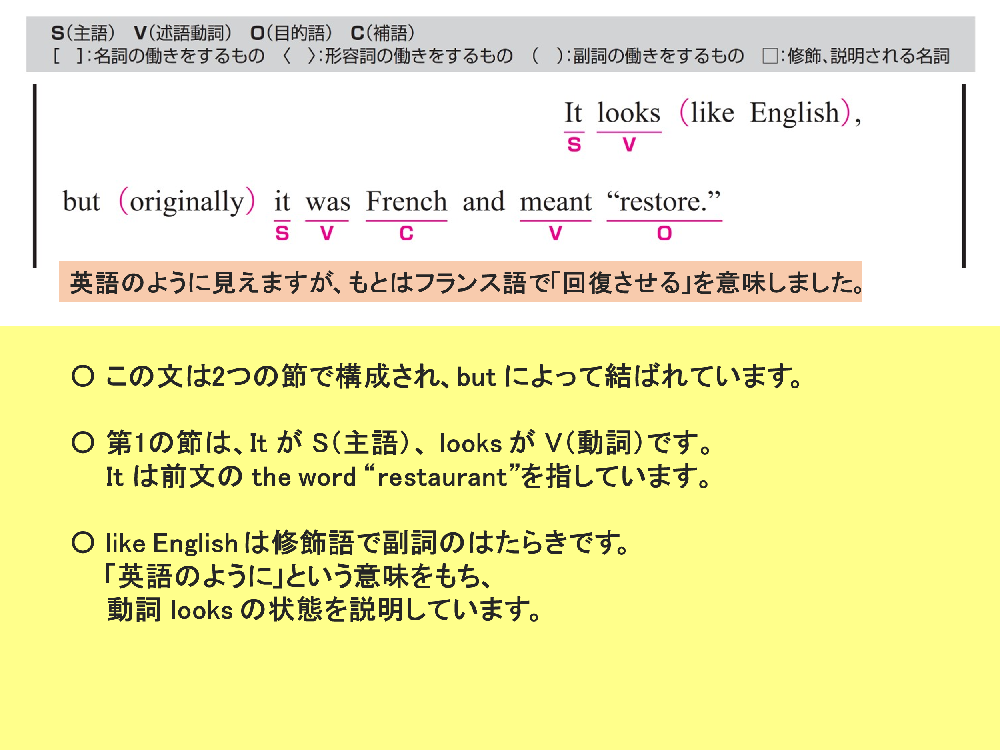 S（主語）　V（述語動詞）　O（目的語）　C（補語）
［　］：名詞の働きをするもの　〈　〉：形容詞の働きをするもの　（　）：副詞の働きをするもの　□：修飾、説明される名詞
It looks (like English),
S V
but (originally) it was French and meant “restore.”
S V C V O
英語のように見えますが、もとはフランス語で「回復させる」を意味しました。
○ この文は2つの節で構成され、but によって結ばれています。
○ 第1の節は、It が S（主語）、 looks が V（動詞）です。
It は前文の the word “restaurant”を指しています。
○ like English は修飾語で副詞のはたらきです。
「英語のように」という意味をもち、
動詞 looks の状態を説明しています。